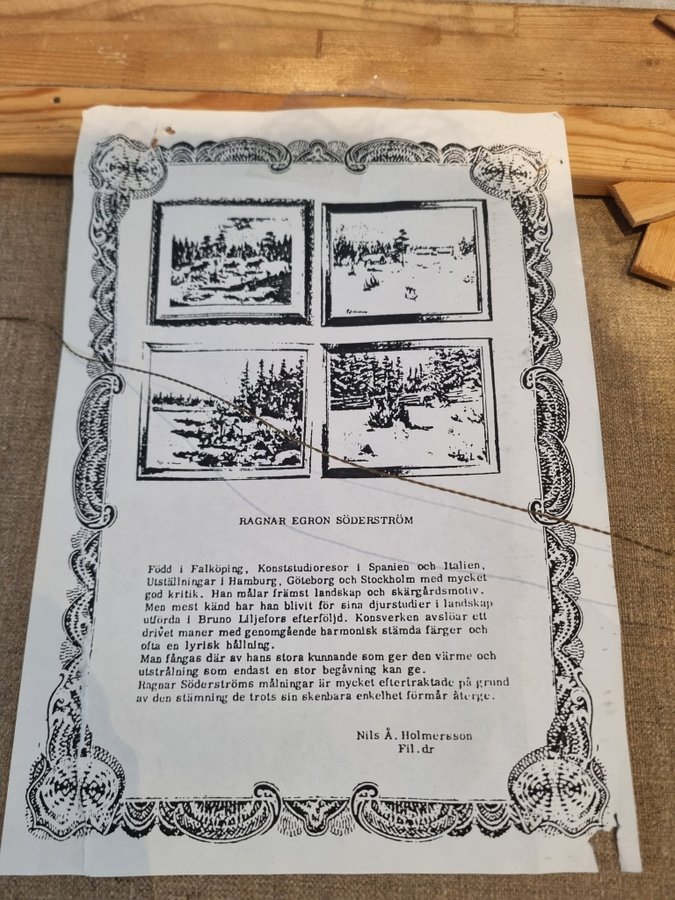 RAGNAR EGRON SÖDERSTRÖM
Född i Falköping, Konststudioresor i Spanien och Italien,
Utställningar i Hamburg, Göteborg och Stockholm med mycket
god kritik. Han målar främst landskap och skärgårdsmotiv.
Men mest känd har han blivit för sina djurstudier i landskap
utförda i Bruno Liljefors efterföljd. Konsverken avslöar ett
drivet maner med genomgående harmonisk stämda färger och
ofta en lyrisk hållning.
Man fångas där av hans stora kunnande som ger den värme och
utstrålning som endast en stor begåvning kan ge.
Ragnar Söderströms målningar är mycket eftertraktade på grund
av den stämning de trots sin skenbara enkelhet förmår återge.
Nils Å. Holmersson
Fil.dr